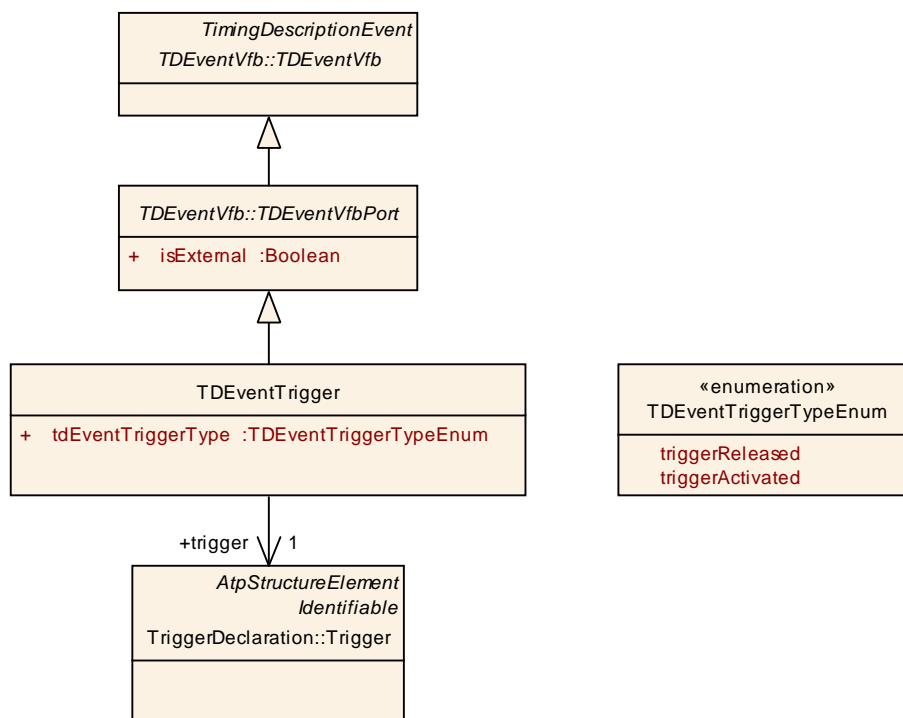 TimingDescriptionEvent
TDEventVfb::TDEventVfb
TDEventVfb::TDEventVfbPort
+ isExternal :Boolean
TDEventTrigger
+ tdEventTriggerType :TDEventTriggerTypeEnum
«enumeration»
TDEventTriggerTypeEnum
triggerReleased
triggerActivated
+trigger 1
AtpStructureElement
Identifiable
TriggerDeclaration::Trigger